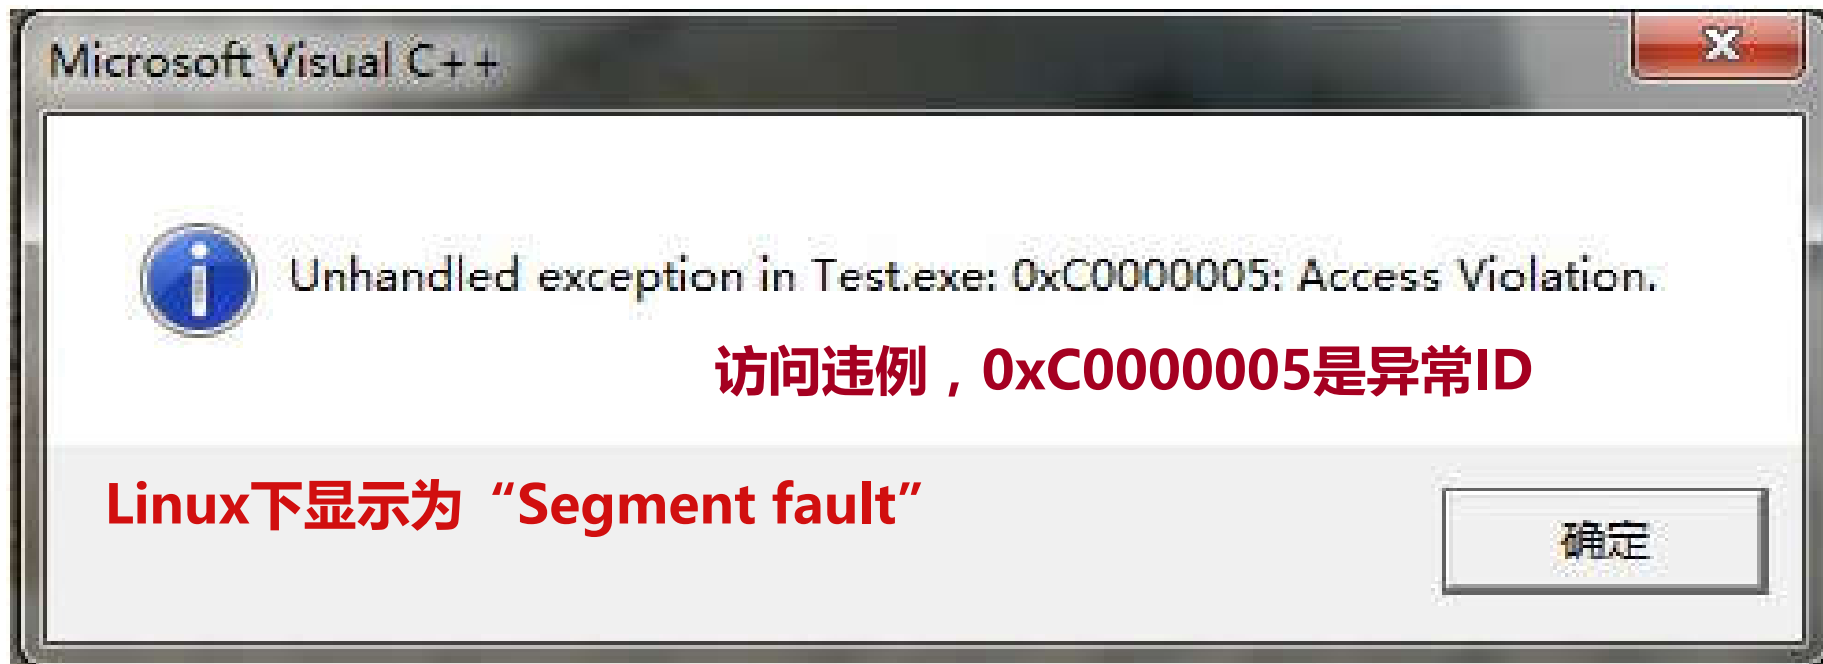 Microsoft Visual C++
Unhandled exception in Test.exe: 0xC0000005: Access Violation.
访问违例，0xC0000005是异常ID
Linux下显示为“Segment fault”
确定